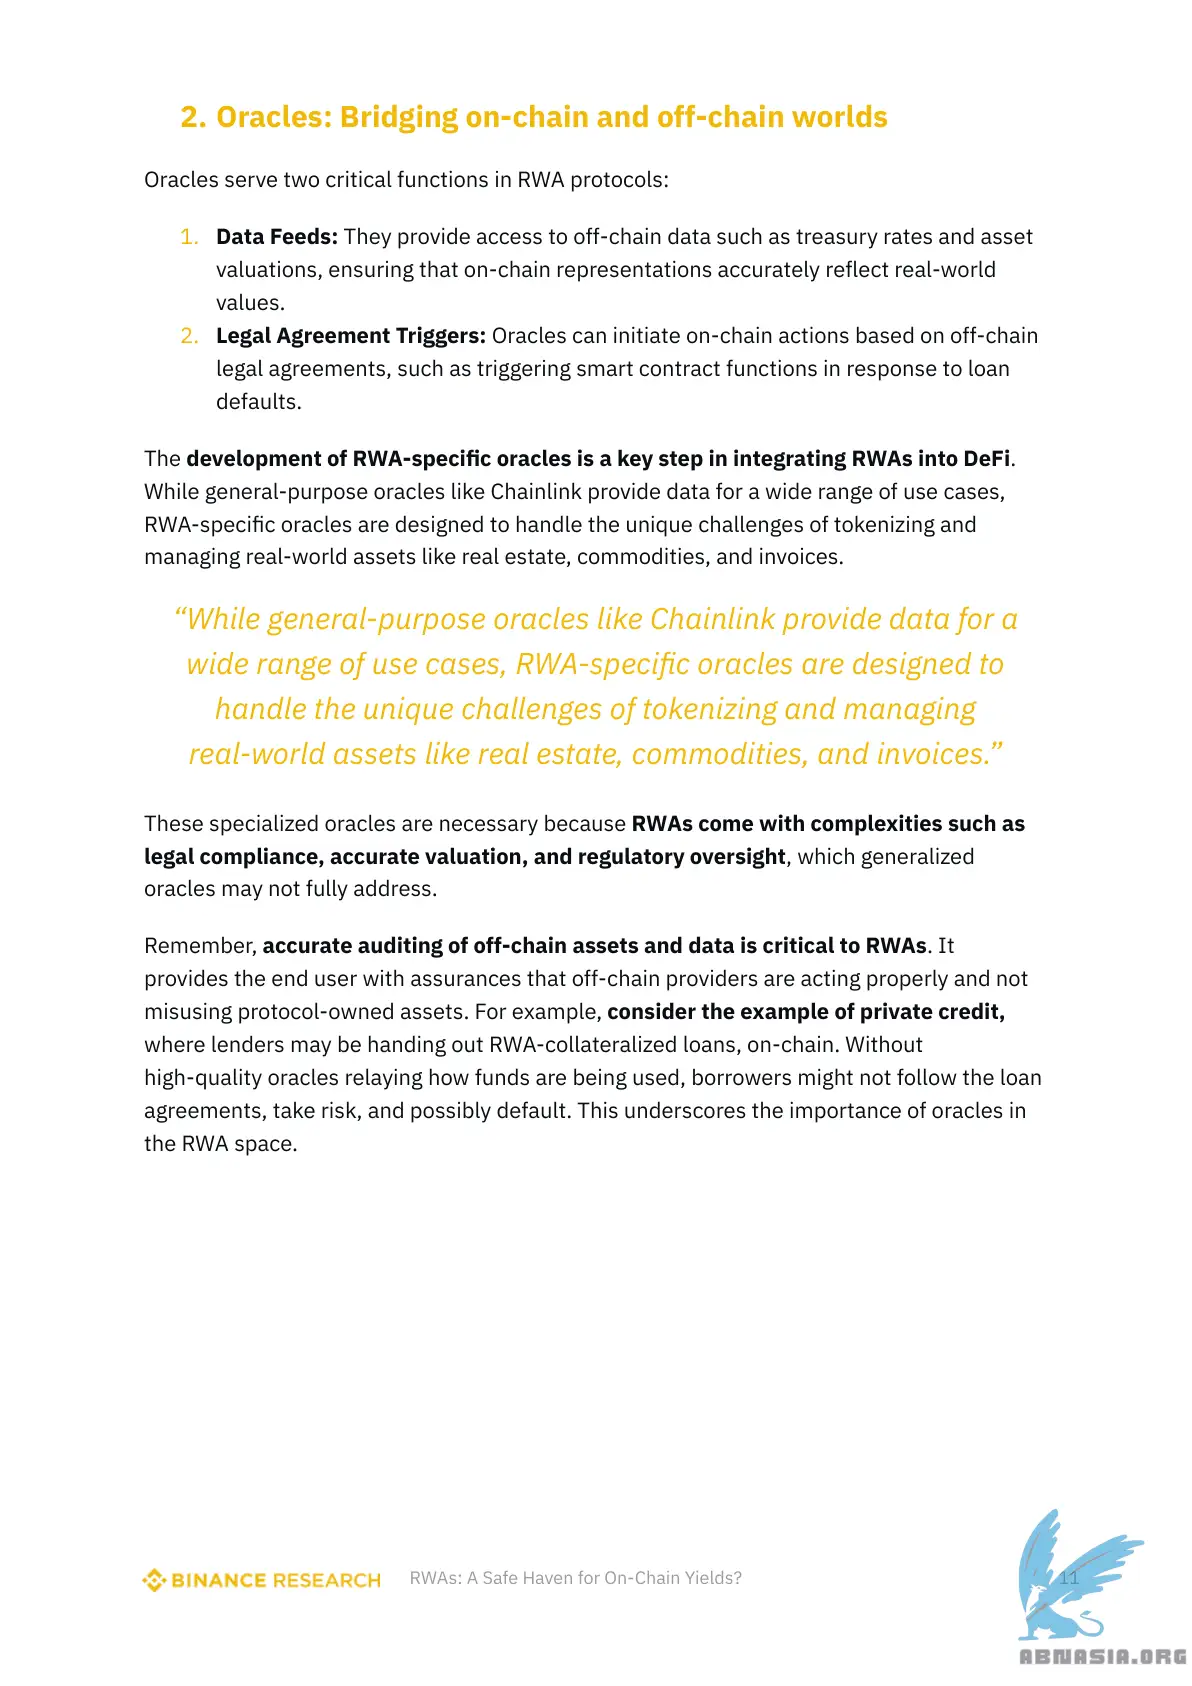 2. Oracles: Bridging on-chain and off-chain worlds
Oracles serve two critical functions in RWA protocols:
1. Data Feeds: They provide access to off-chain data such as treasury rates and asset
valuations, ensuring that on-chain representations accurately reflect real-world
values.
2. Legal Agreement Triggers: Oracles can initiate on-chain actions based on off-chain
legal agreements, such as triggering smart contract functions in response to loan
defaults.
The development of RWA-specific oracles is a key step in integrating RWAs into DeFi.
While general-purpose oracles like Chainlink provide data for a wide range of use cases,
RWA-specific oracles are designed to handle the unique challenges of tokenizing and
managing real-world assets like real estate, commodities, and invoices.
“While general-purpose oracles like Chainlink provide data for a
wide range of use cases, RWA-specific oracles are designed to
handle the unique challenges of tokenizing and managing
real-world assets like real estate, commodities, and invoices.”
These specialized oracles are necessary because RWAs come with complexities such as
legal compliance, accurate valuation, and regulatory oversight, which generalized
oracles may not fully address.
Remember, accurate auditing of off-chain assets and data is critical to RWAs. It
provides the end user with assurances that off-chain providers are acting properly and not
misusing protocol-owned assets. For example, consider the example of private credit,
where lenders may be handing out RWA-collateralized loans, on-chain. Without
high-quality oracles relaying how funds are being used, borrowers might not follow the loan
agreements, take risk, and possibly default. This underscores the importance of oracles in
the RWA space.
BINANCE RESEARCH RWAs: A Safe Haven for On-Chain Yields? 11
ABNASIA.ORG